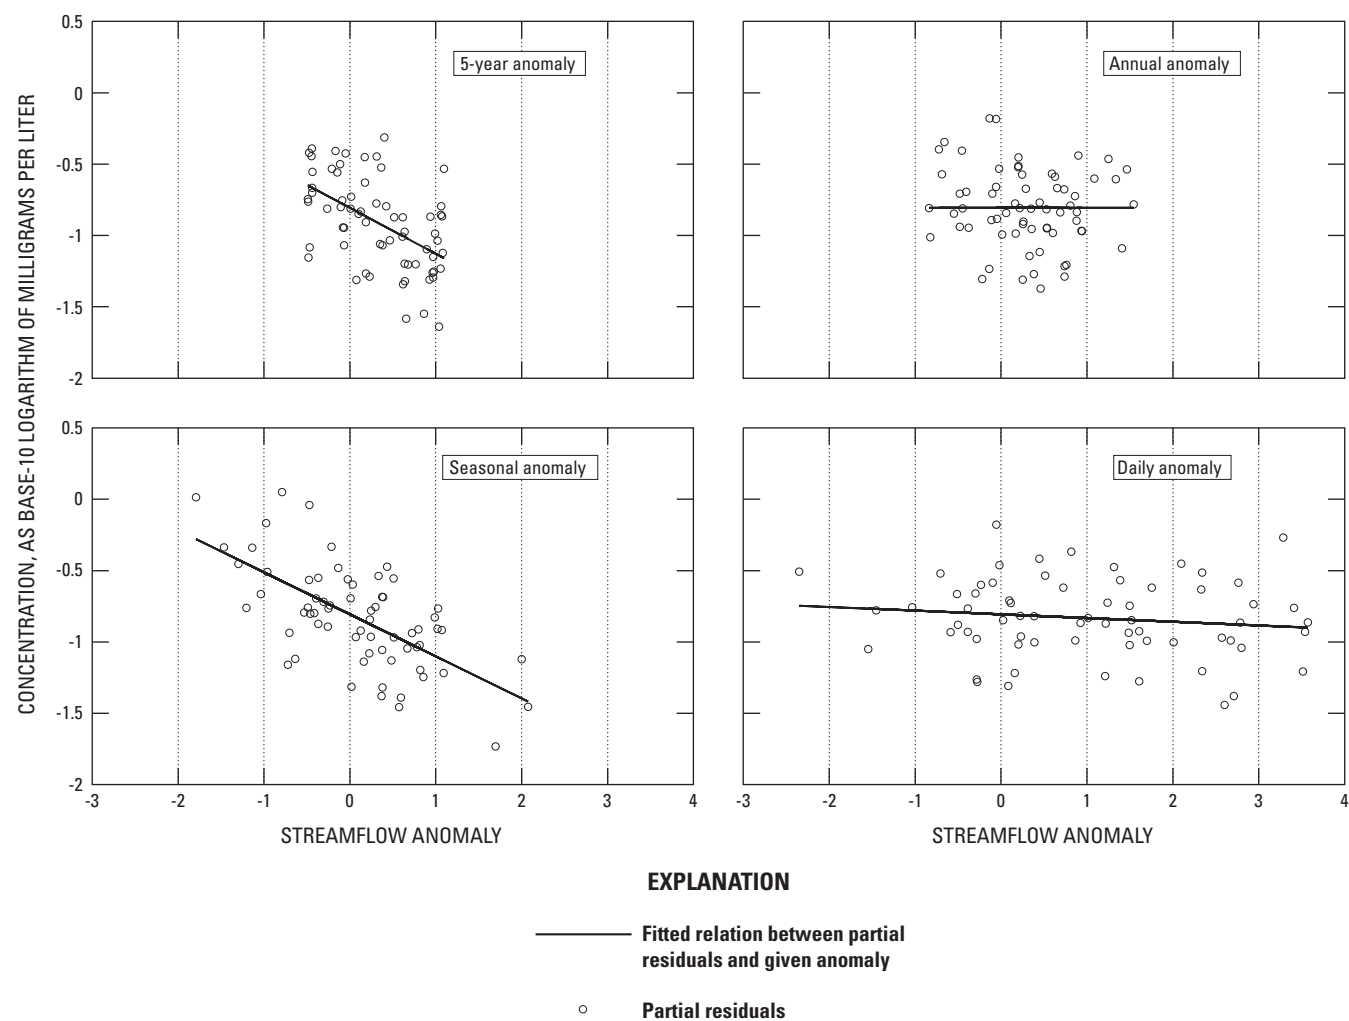 CONCENTRATION, AS BASE-10 LOGARITHM OF MILLIGRAMS PER LITER
0.5
0
-0.5
-1
-1.5
-2
5-year anomaly
Annual anomaly
0.5
0
-0.5
-1
-1.5
-2
Seasonal anomaly
Daily anomaly
-3 -2 -1 0 1 2 3 4
-3 -2 -1 0 1 2 3 4
STREAMFLOW ANOMALY
STREAMFLOW ANOMALY
EXPLANATION
Fitted relation between partial
residuals and given anomaly
Partial residuals